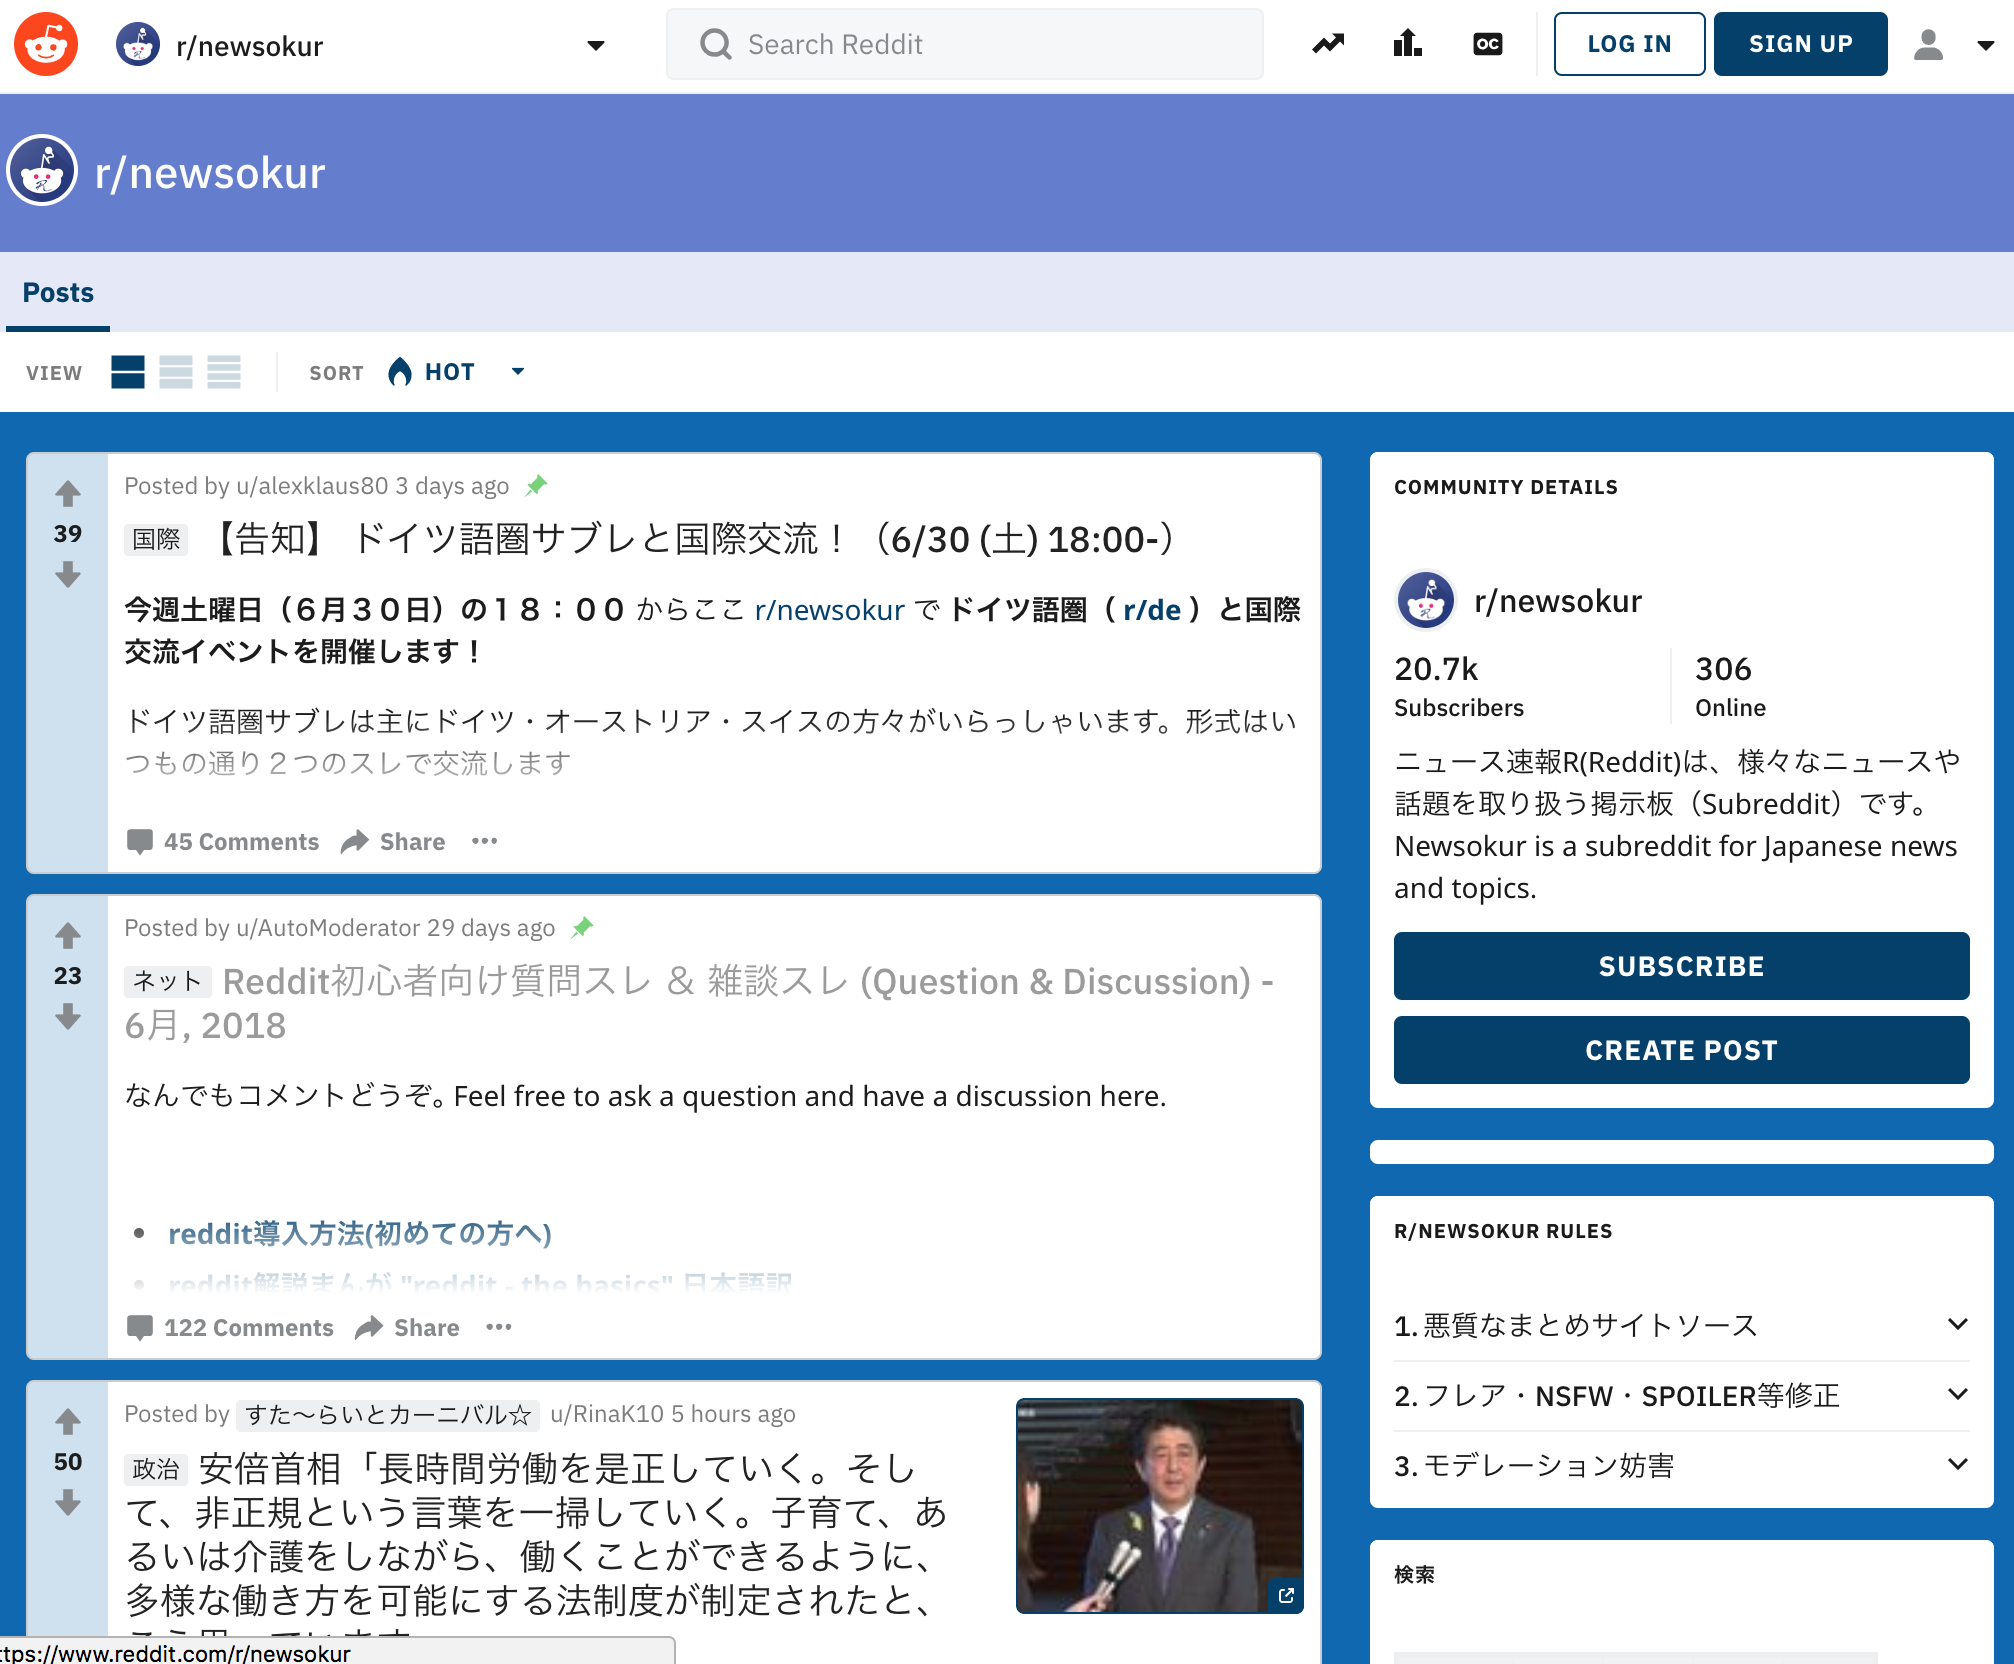 r/newsokur
Search Reddit
OC
LOG IN
SIGN UP
r/newsokur
Posts
VIEW
SORT
HOT
39
Posted by u/alexklaus80 3 days ago
国際 【告知】 ドイツ語圏サブレと国際交流！（6/30 (土) 18:00-）
今週土曜日（６月３０日）の１８：００ からここ r/newsokur で ドイツ語圏（ r/de ）と国際
交流イベントを開催します！
ドイツ語圏サブレは主にドイツ・オーストリア・スイスの方々がいらっしゃいます。形式はい
つもの通り２つのスレで交流します
45 Comments
Share
23
Posted by u/AutoModerator 29 days ago
ネット Reddit初心者向け質問スレ ＆ 雑談スレ (Question & Discussion) -
6月, 2018
なんでもコメントどうぞ。Feel free to ask a question and have a discussion here.
• reddit導入方法(初めての方へ)
• reddit解説まんが "reddit - the basics" 日本語訳
122 Comments
Share
50
Posted by すた〜らいとカーニバル☆ u/RinaK10 5 hours ago
政治 安倍首相「長時間労働を是正していく。そし
て、非正規という言葉を一掃していく。子育て、あ
るいは介護をしながら、働くことができるように、
多様な働き方を可能にする法制度が制定されたと、
ttps://www.reddit.com/r/newsokur
COMMUNITY DETAILS
r/newsokur
20.7k
Subscribers
306
Online
ニュース速報R(Reddit)は、様々なニュースや
話題を取り扱う掲示板（Subreddit）です。
Newsokur is a subreddit for Japanese news
and topics.
SUBSCRIBE
CREATE POST
R/NEWSOKUR RULES
1. 悪質なまとめサイトソース
2. フレア・NSFW・SPOILER等修正
3. モデレーション妨害
検索